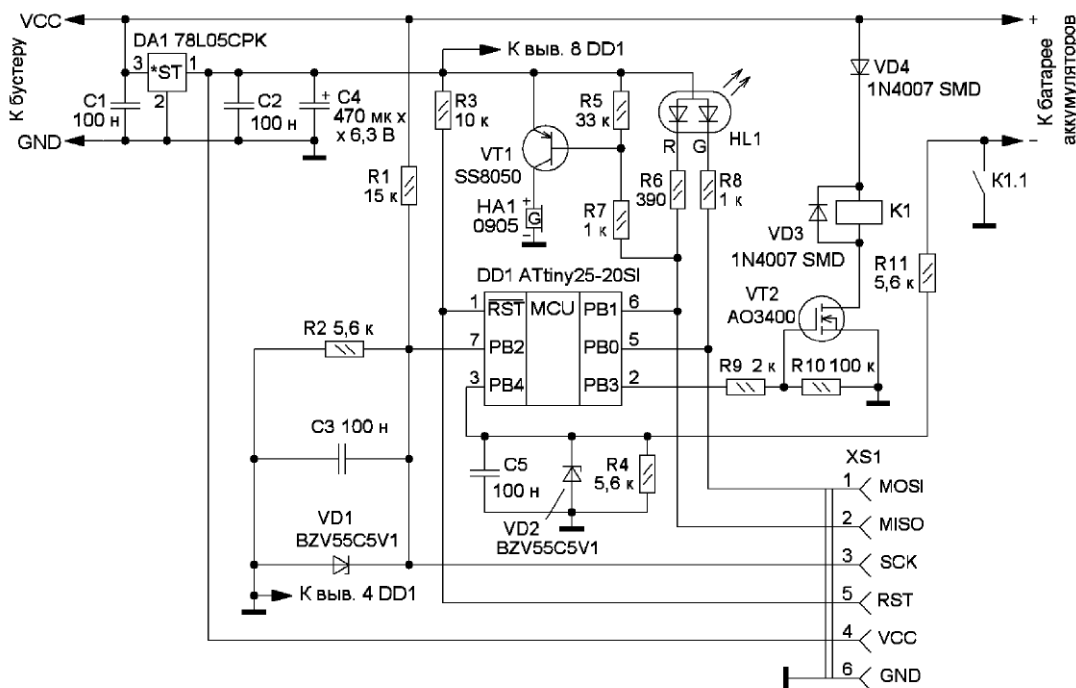 VCC
DA1 78L05CPK
К выв. 8 DD1
+
К бустеру
3
*ST
1
2
C1
100 н
C2
100 н
+
C4
470 мк х
х 6,3 В
GND
R3
10 к
R5
33 к
VD4
1N4007 SMD
К батарее
аккумуляторов
−
R
G
HL1
VT1
SS8050
R1
15 к
R6
390
R8
1 к
K1.1
HA1
0905
+
G
−
R7
1 к
K1
VD3
1N4007 SMD
R11
5,6 к
DD1 ATtiny25-20SI
VT2
AO3400
1
RST
MCU
PB1
6
R2 5,6 к
7
PB2
PB0
5
3
PB4
PB3
2
R9 2 к
R10 100 к
C3 100 н
C5
100 н
R4
5,6 к
VD2
BZV55C5V1
VD1
BZV55C5V1
К выв. 4 DD1
XS1
1
MOSI
2
MISO
3
SCK
5
RST
4
VCC
6
GND